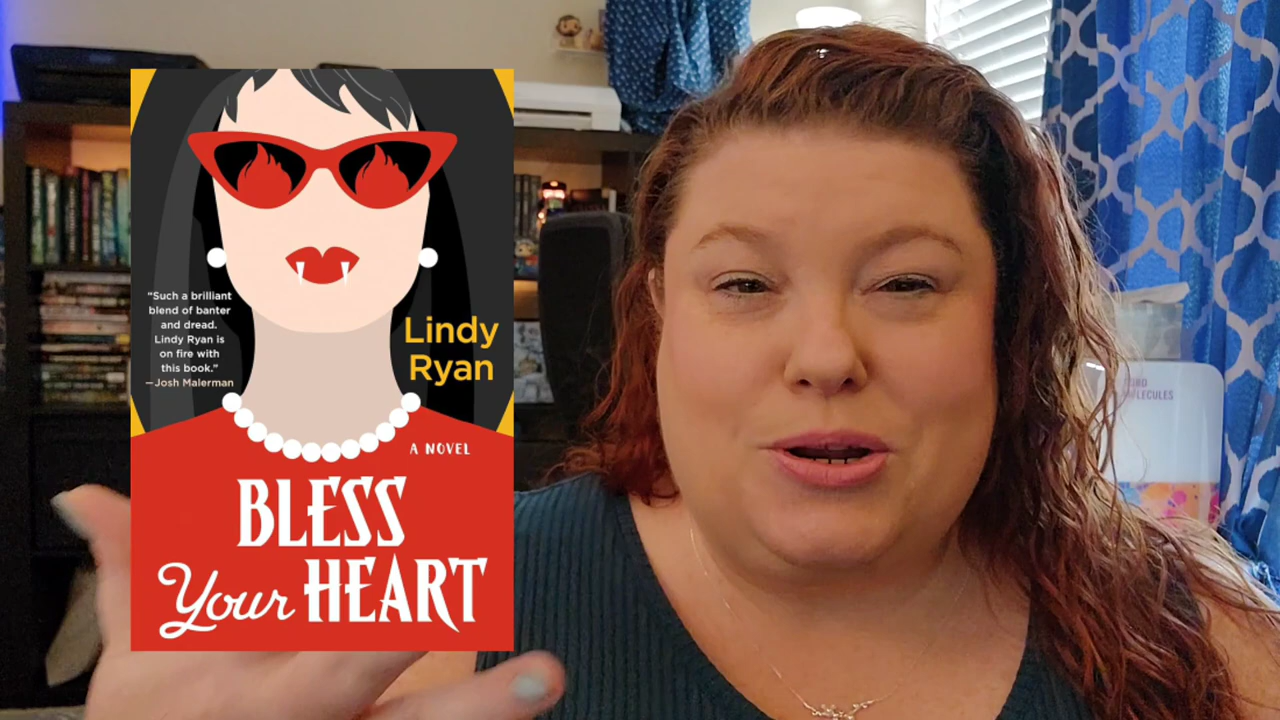 “Such a brilliant
blend of banter
and dread.
Lindy Ryan is
on fire with
this book.”
—Josh Malerman
Lindy
Ryan
A NOVEL
BLESS
Your HEART
MOLECULES